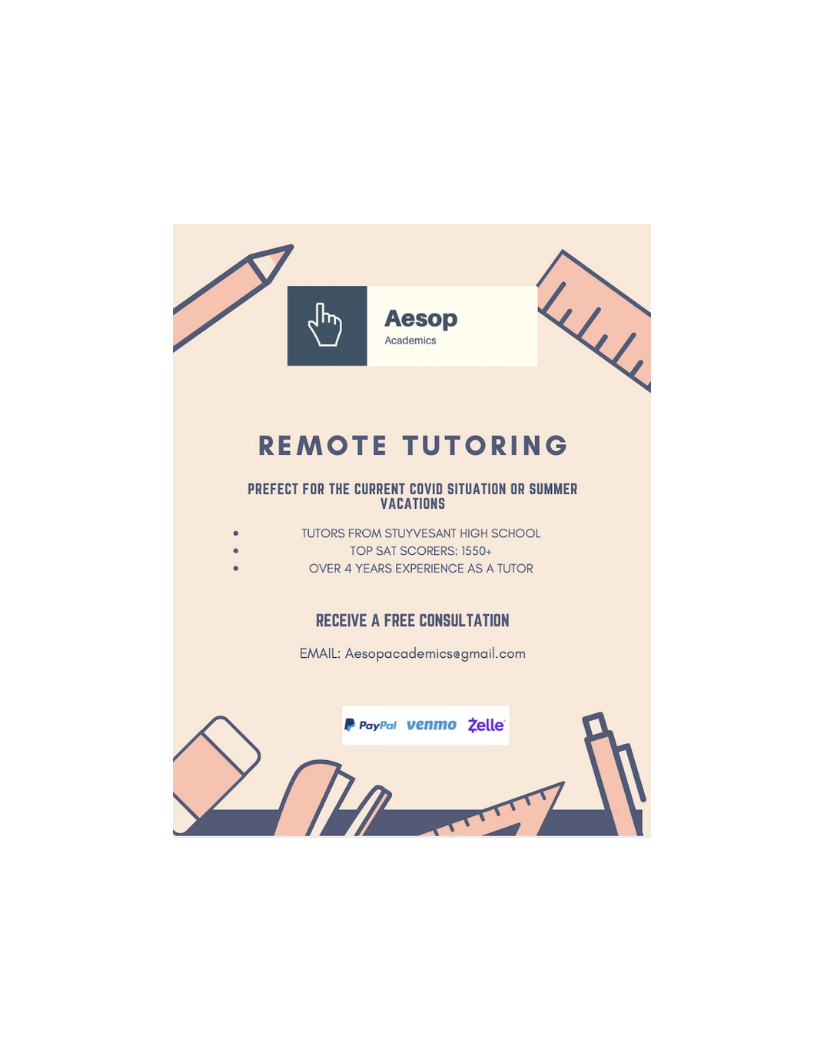 Aesop
Academics
REMOTE TUTORING
PREFECT FOR THE CURRENT COVID SITUATION OR SUMMER
VACATIONS
• TUTORS FROM STUYVESANT HIGH SCHOOL
• TOP SAT SCORERS: 1550+
• OVER 4 YEARS EXPERIENCE AS A TUTOR
RECEIVE A FREE CONSULTATION
EMAIL: Aesopacademics@gmail.com
PayPal venmo Zelle